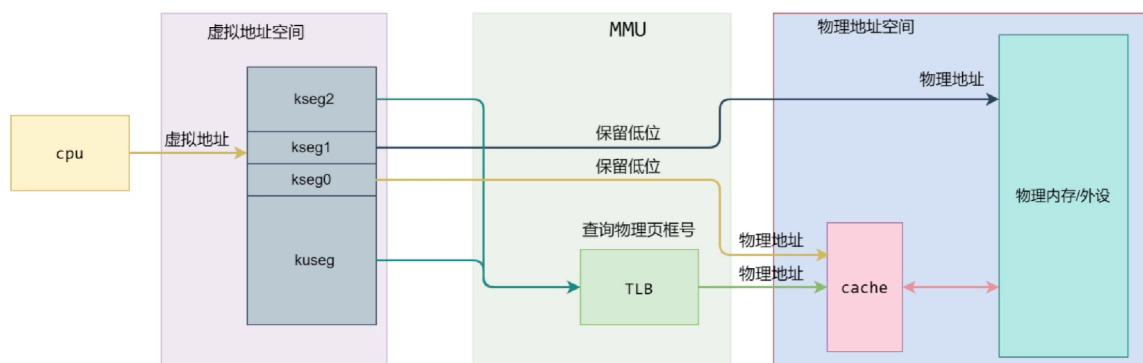 虚拟地址空间
MMU
物理地址空间
kseg2
物理地址
cpu
虚拟地址
kseg1
保留低位
kseg0
保留低位
物理内存/外设
查询物理页框号
物理地址
kuseg
物理地址
TLB
cache